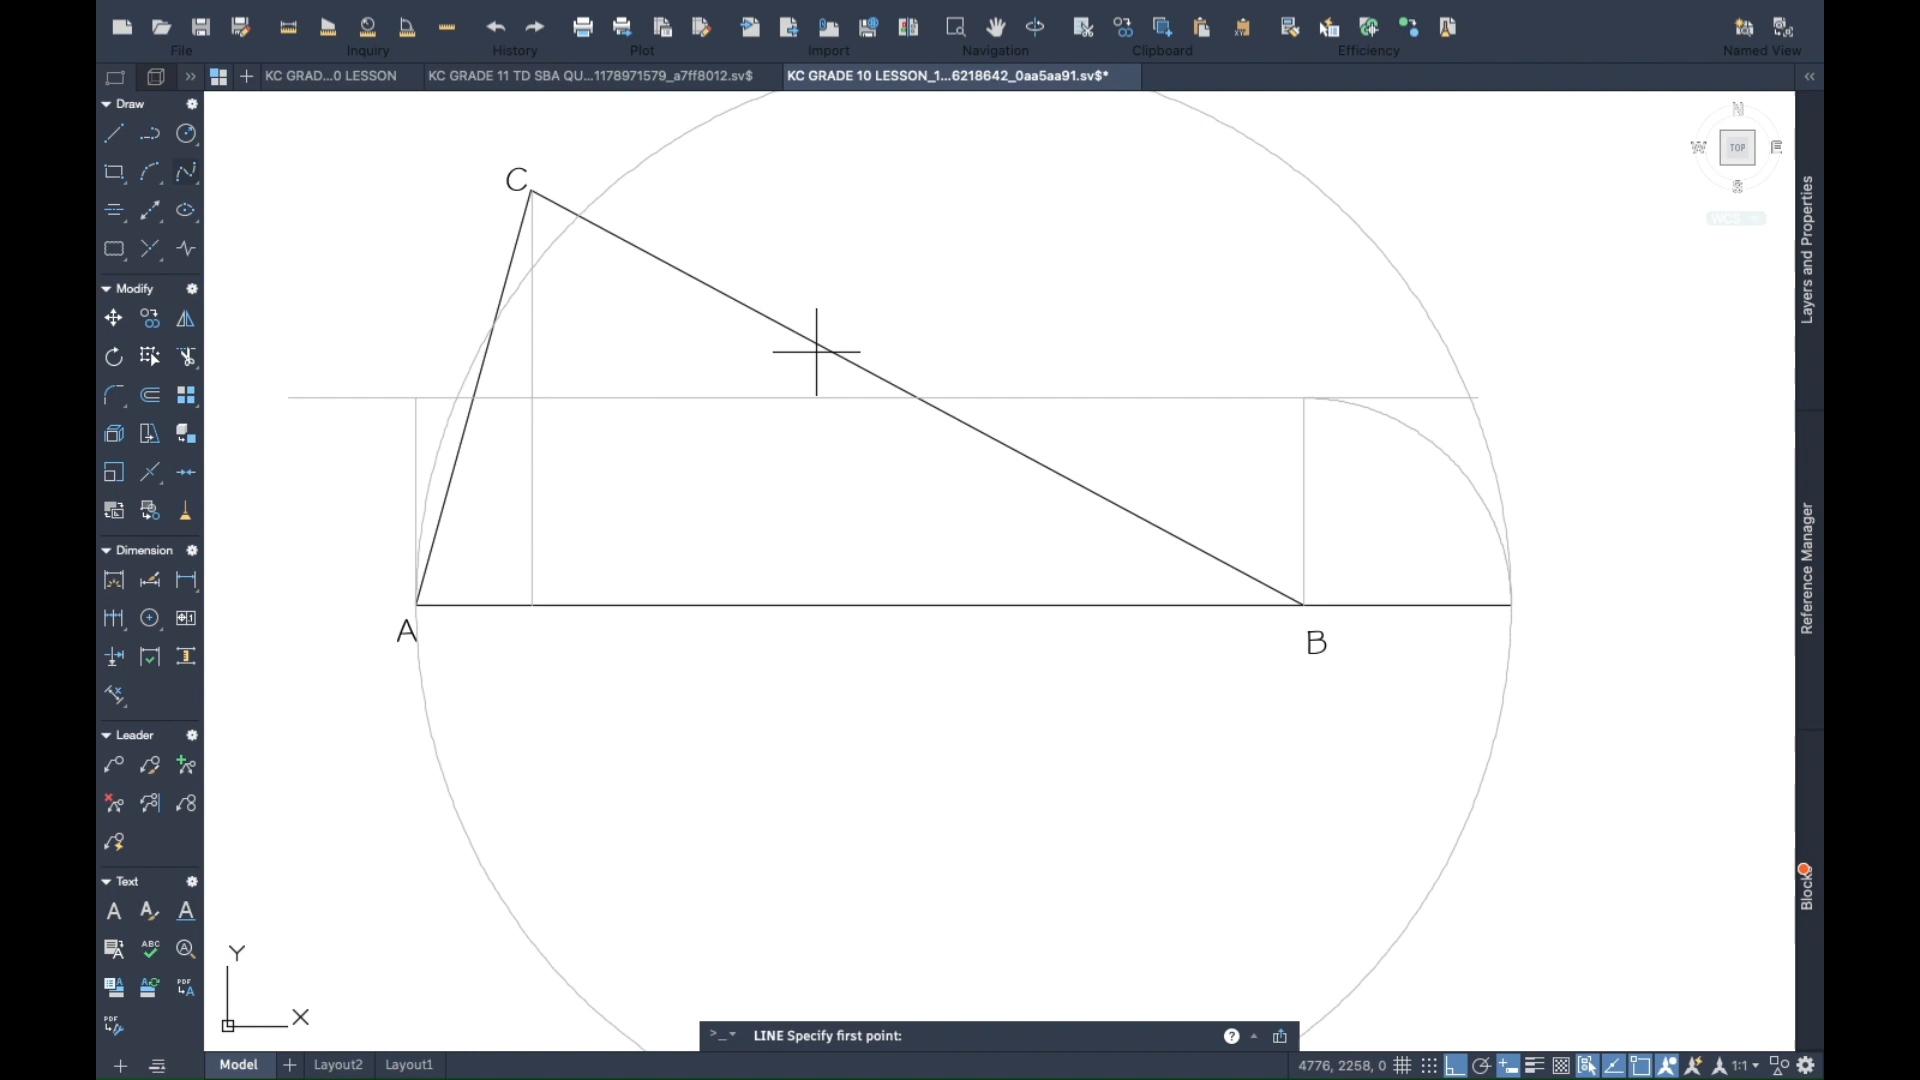 File
Inquiry
History
Plot
Import
Navigation
Clipboard
Efficiency
Named View
KC GRAD...0 LESSON
KC GRADE 11 TD SBA QU...1178971579_a7ff8012.sv$
KC GRADE 10 LESSON_1...6218642_0aa5aa91.sv$*
Draw
Modify
Dimension
Leader
Text
C
A
B
N
W
TOP
E
S
WCS
Layers and Properties
Reference Manager
Blocks
Y
X
>_ LINE Specify first point:
Model
Layout2
Layout1
4776, 2258, 0
1:1